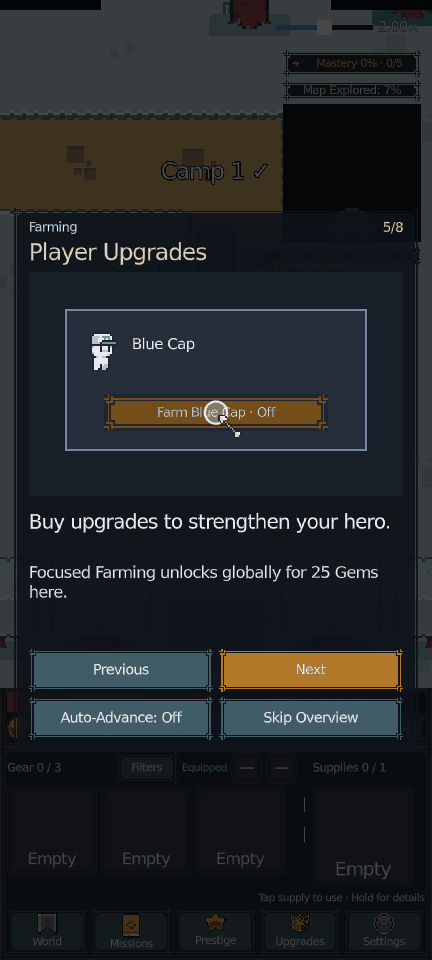 2.00x
Mastery 0% · 0/5
Map Explored: 7%
Camp 1 ✓
Farming
5/8
Player Upgrades
Blue Cap
Farm Blue Cap · Off
Buy upgrades to strengthen your hero.
Focused Farming unlocks globally for 25 Gems
here.
Previous
Next
Auto-Advance: Off
Skip Overview
Gear 0 / 3
Filters
Equipped
—
—
Supplies 0 / 1
Empty
Empty
Empty
Empty
Tap supply to use · Hold for details
World
Missions
Prestige
Upgrades
Settings